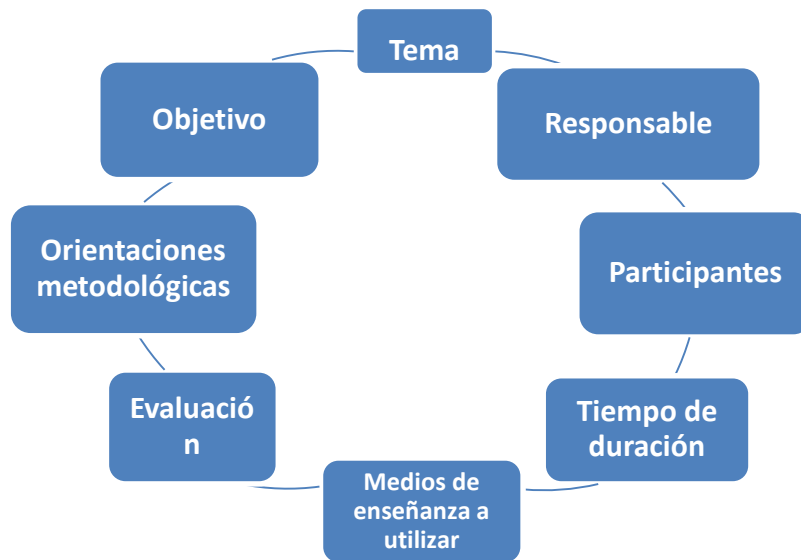 Tema
Responsable
Participantes
Tiempo de
duración
Medios de
enseñanza a
utilizar
Evaluació
n
Orientaciones
metodológicas
Objetivo